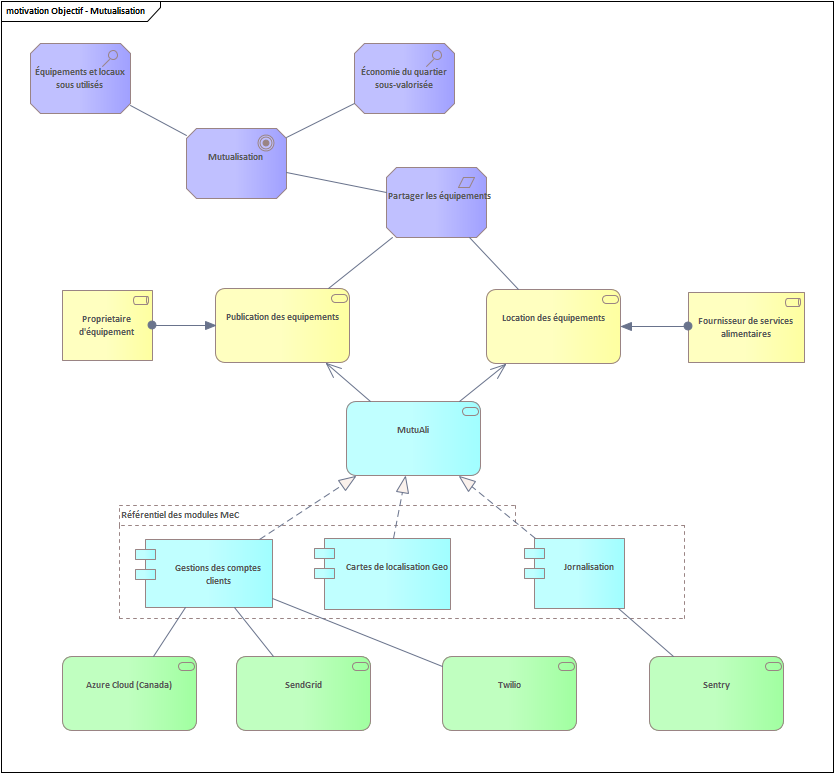 motivation Objectif - Mutualisation
Équipements et locaux
sous utilisés
Économie du quartier
sous-valorisée
Mutualisation
Partager les équipements
Proprietaire
d'équipement
Publication des equipements
Location des équipements
Fournisseur de services
alimentaires
MutuAli
Référentiel des modules MeC
Gestions des comptes
clients
Cartes de localisation Geo
Jornalisation
Azure Cloud (Canada)
SendGrid
Twilio
Sentry